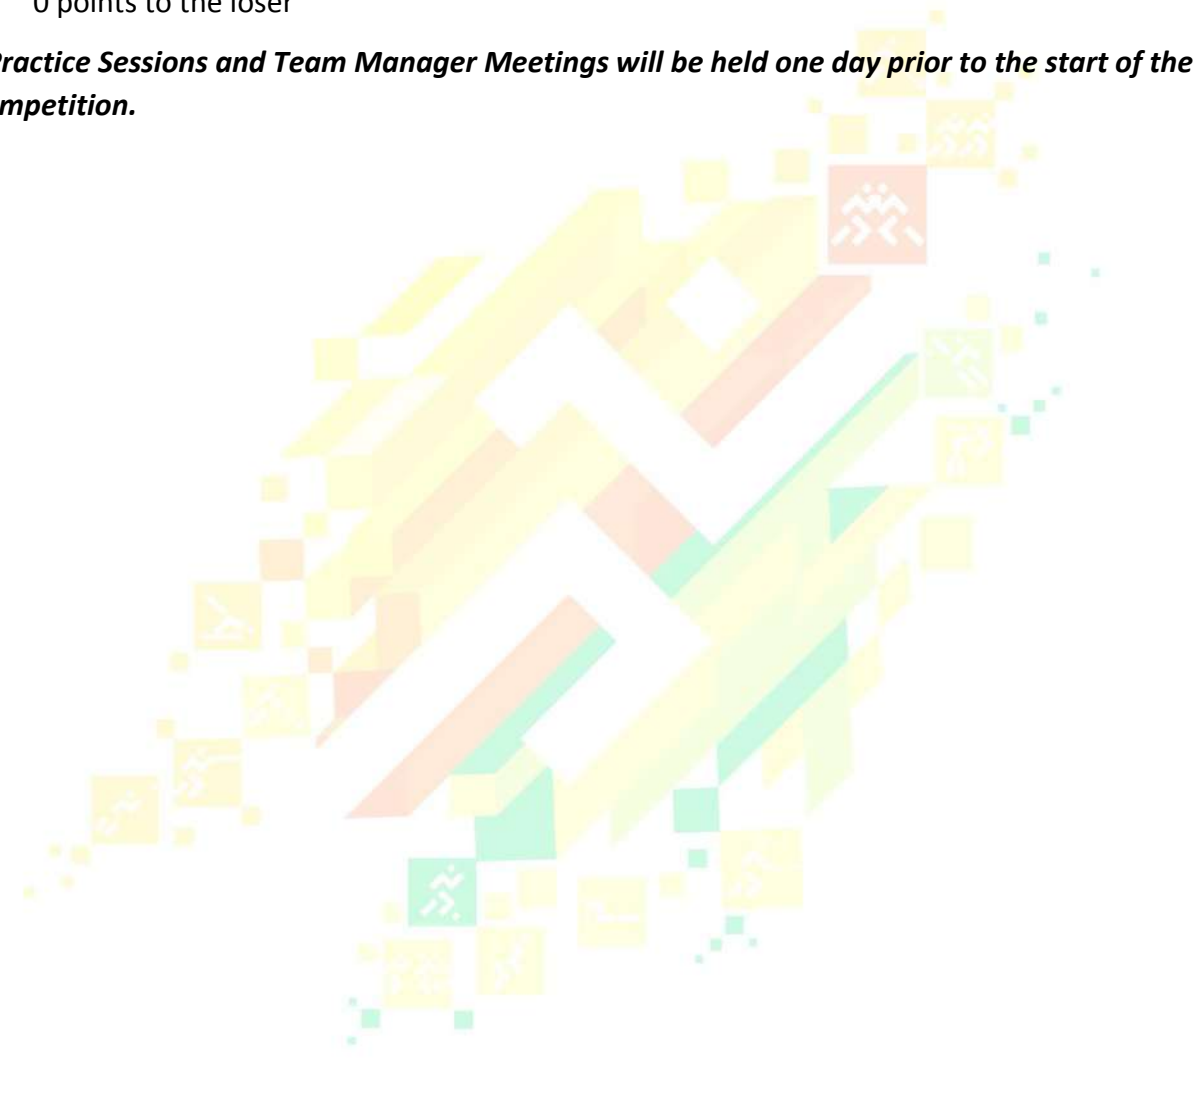 0 points to the loser
ractice Sessions and Team Manager Meetings will be held one day prior to the start of the
mpetition.